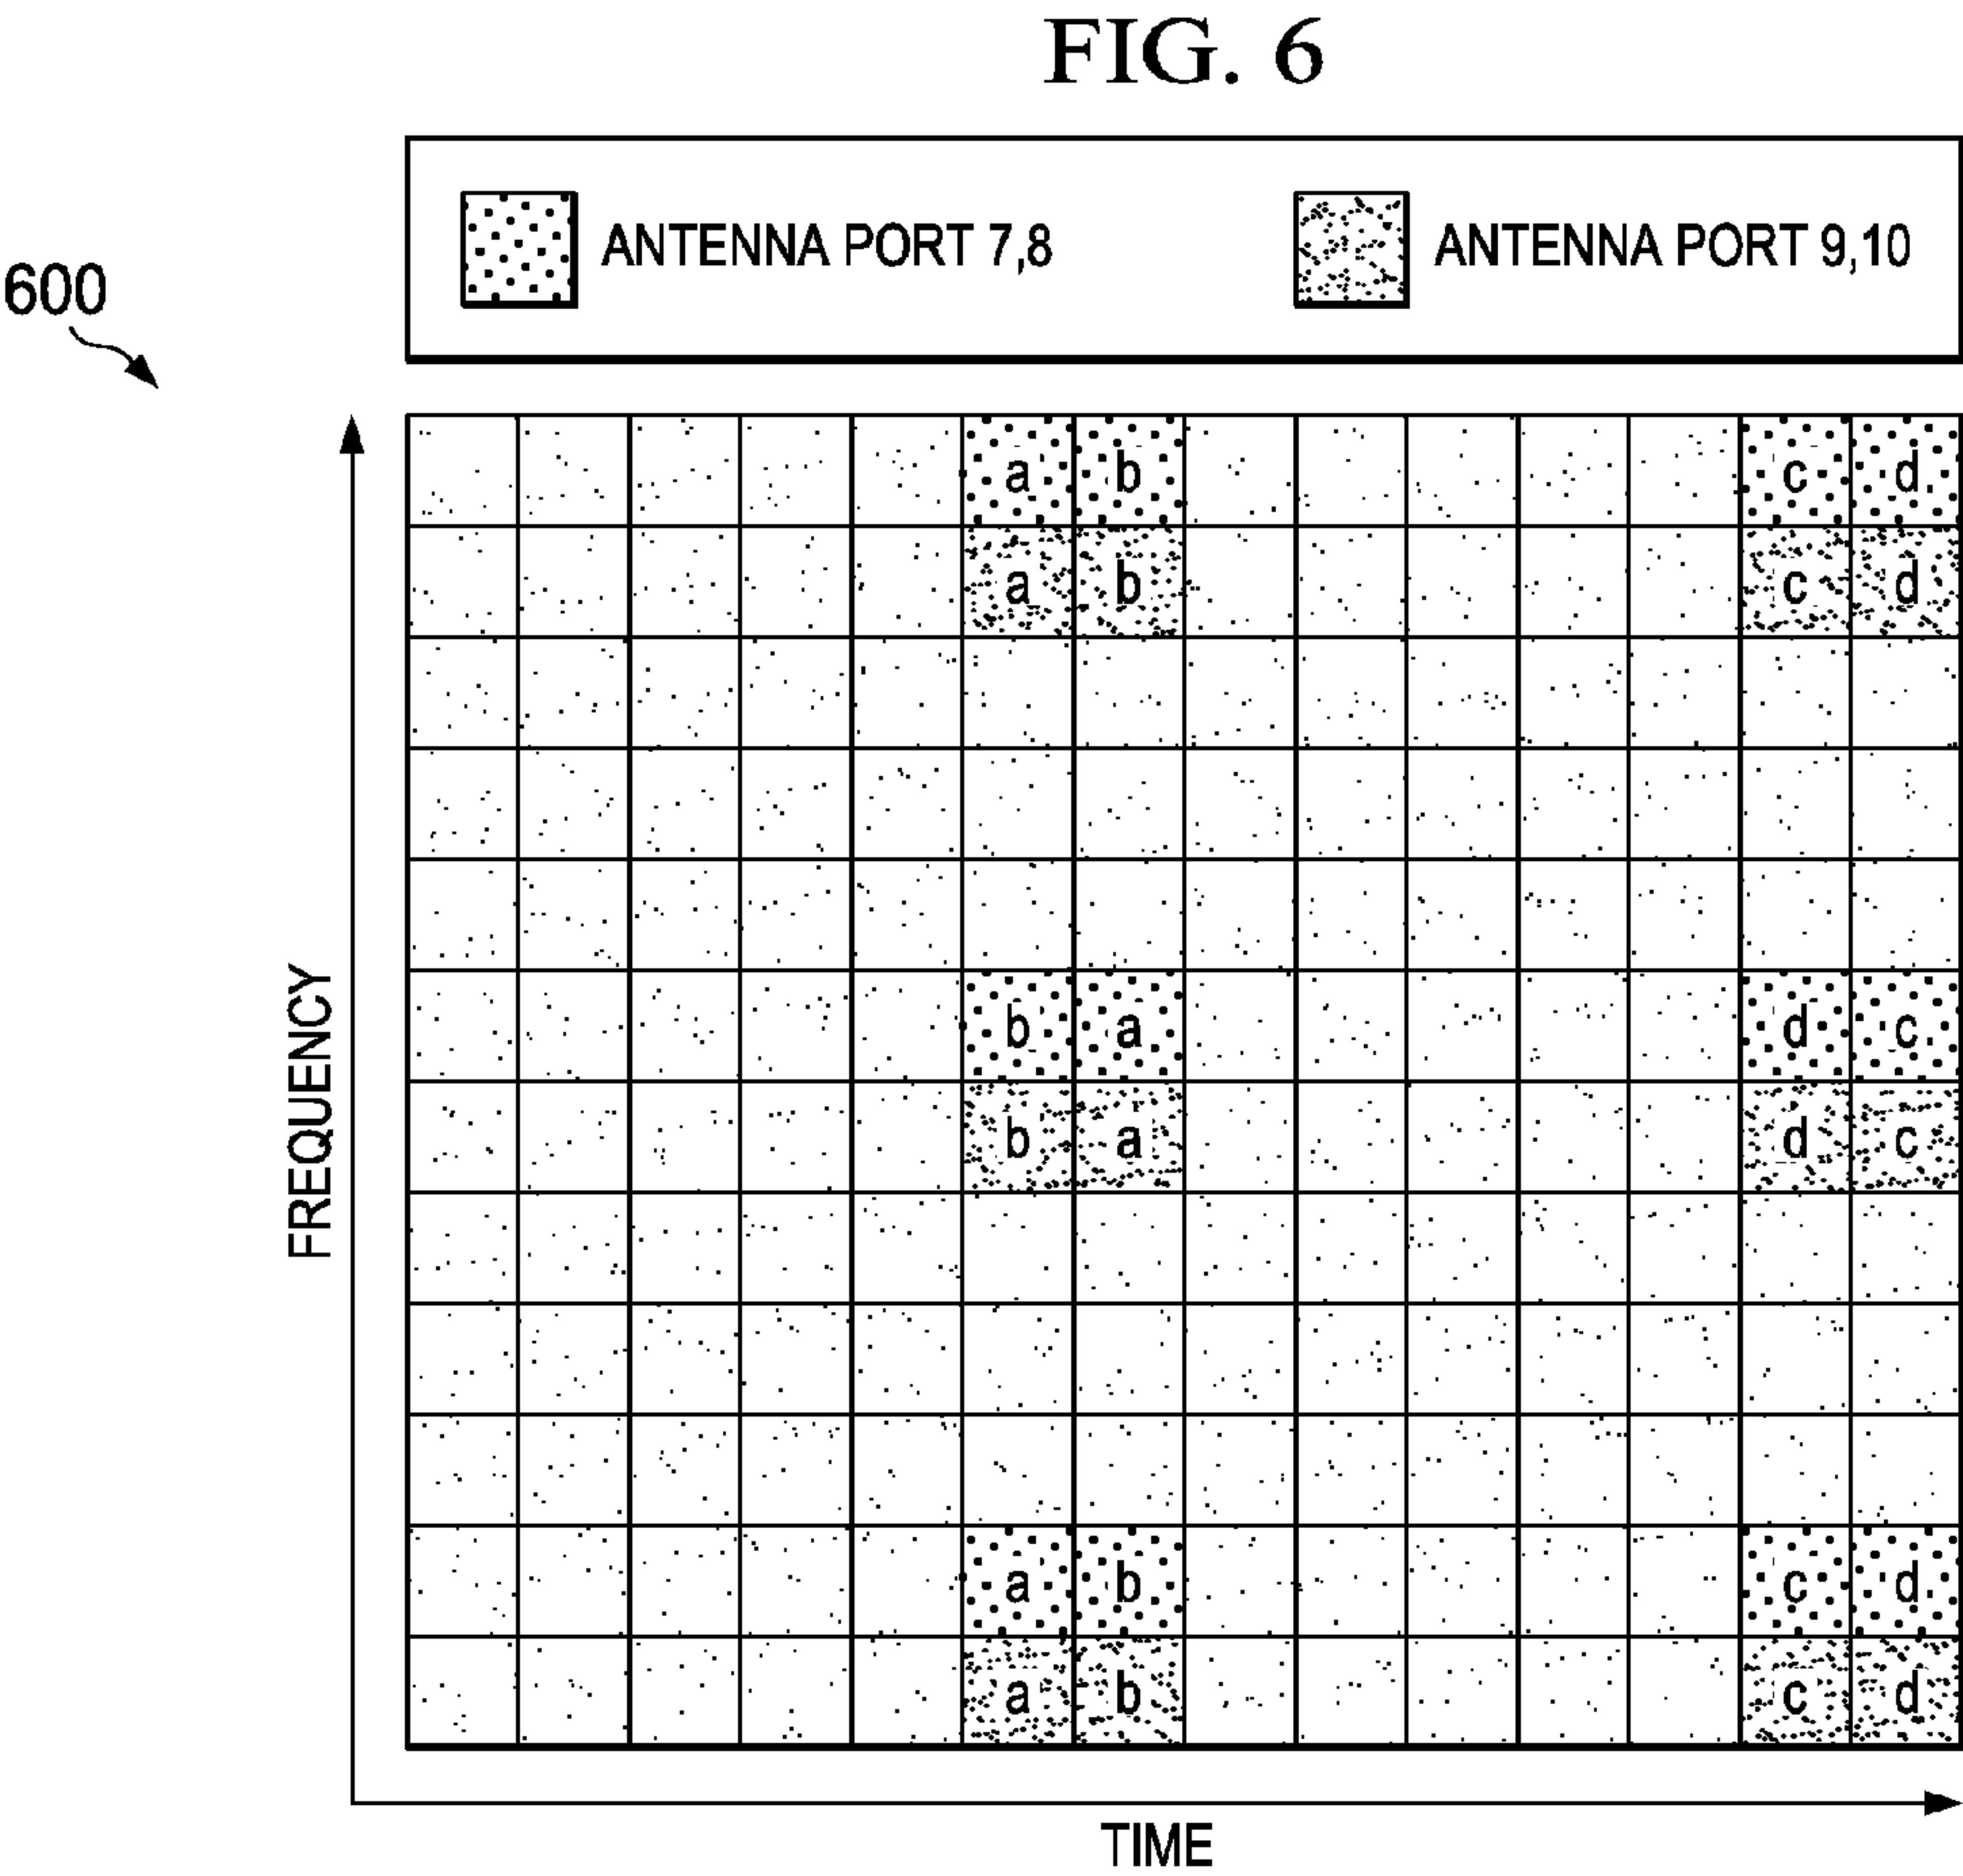 FIG. 6
ANTENNA PORT 7,8 ANTENNA PORT 9,10
600
a b c d
a b c d
b a d c
b a d c
a b c d
a b c d
FREQUENCY
TIME